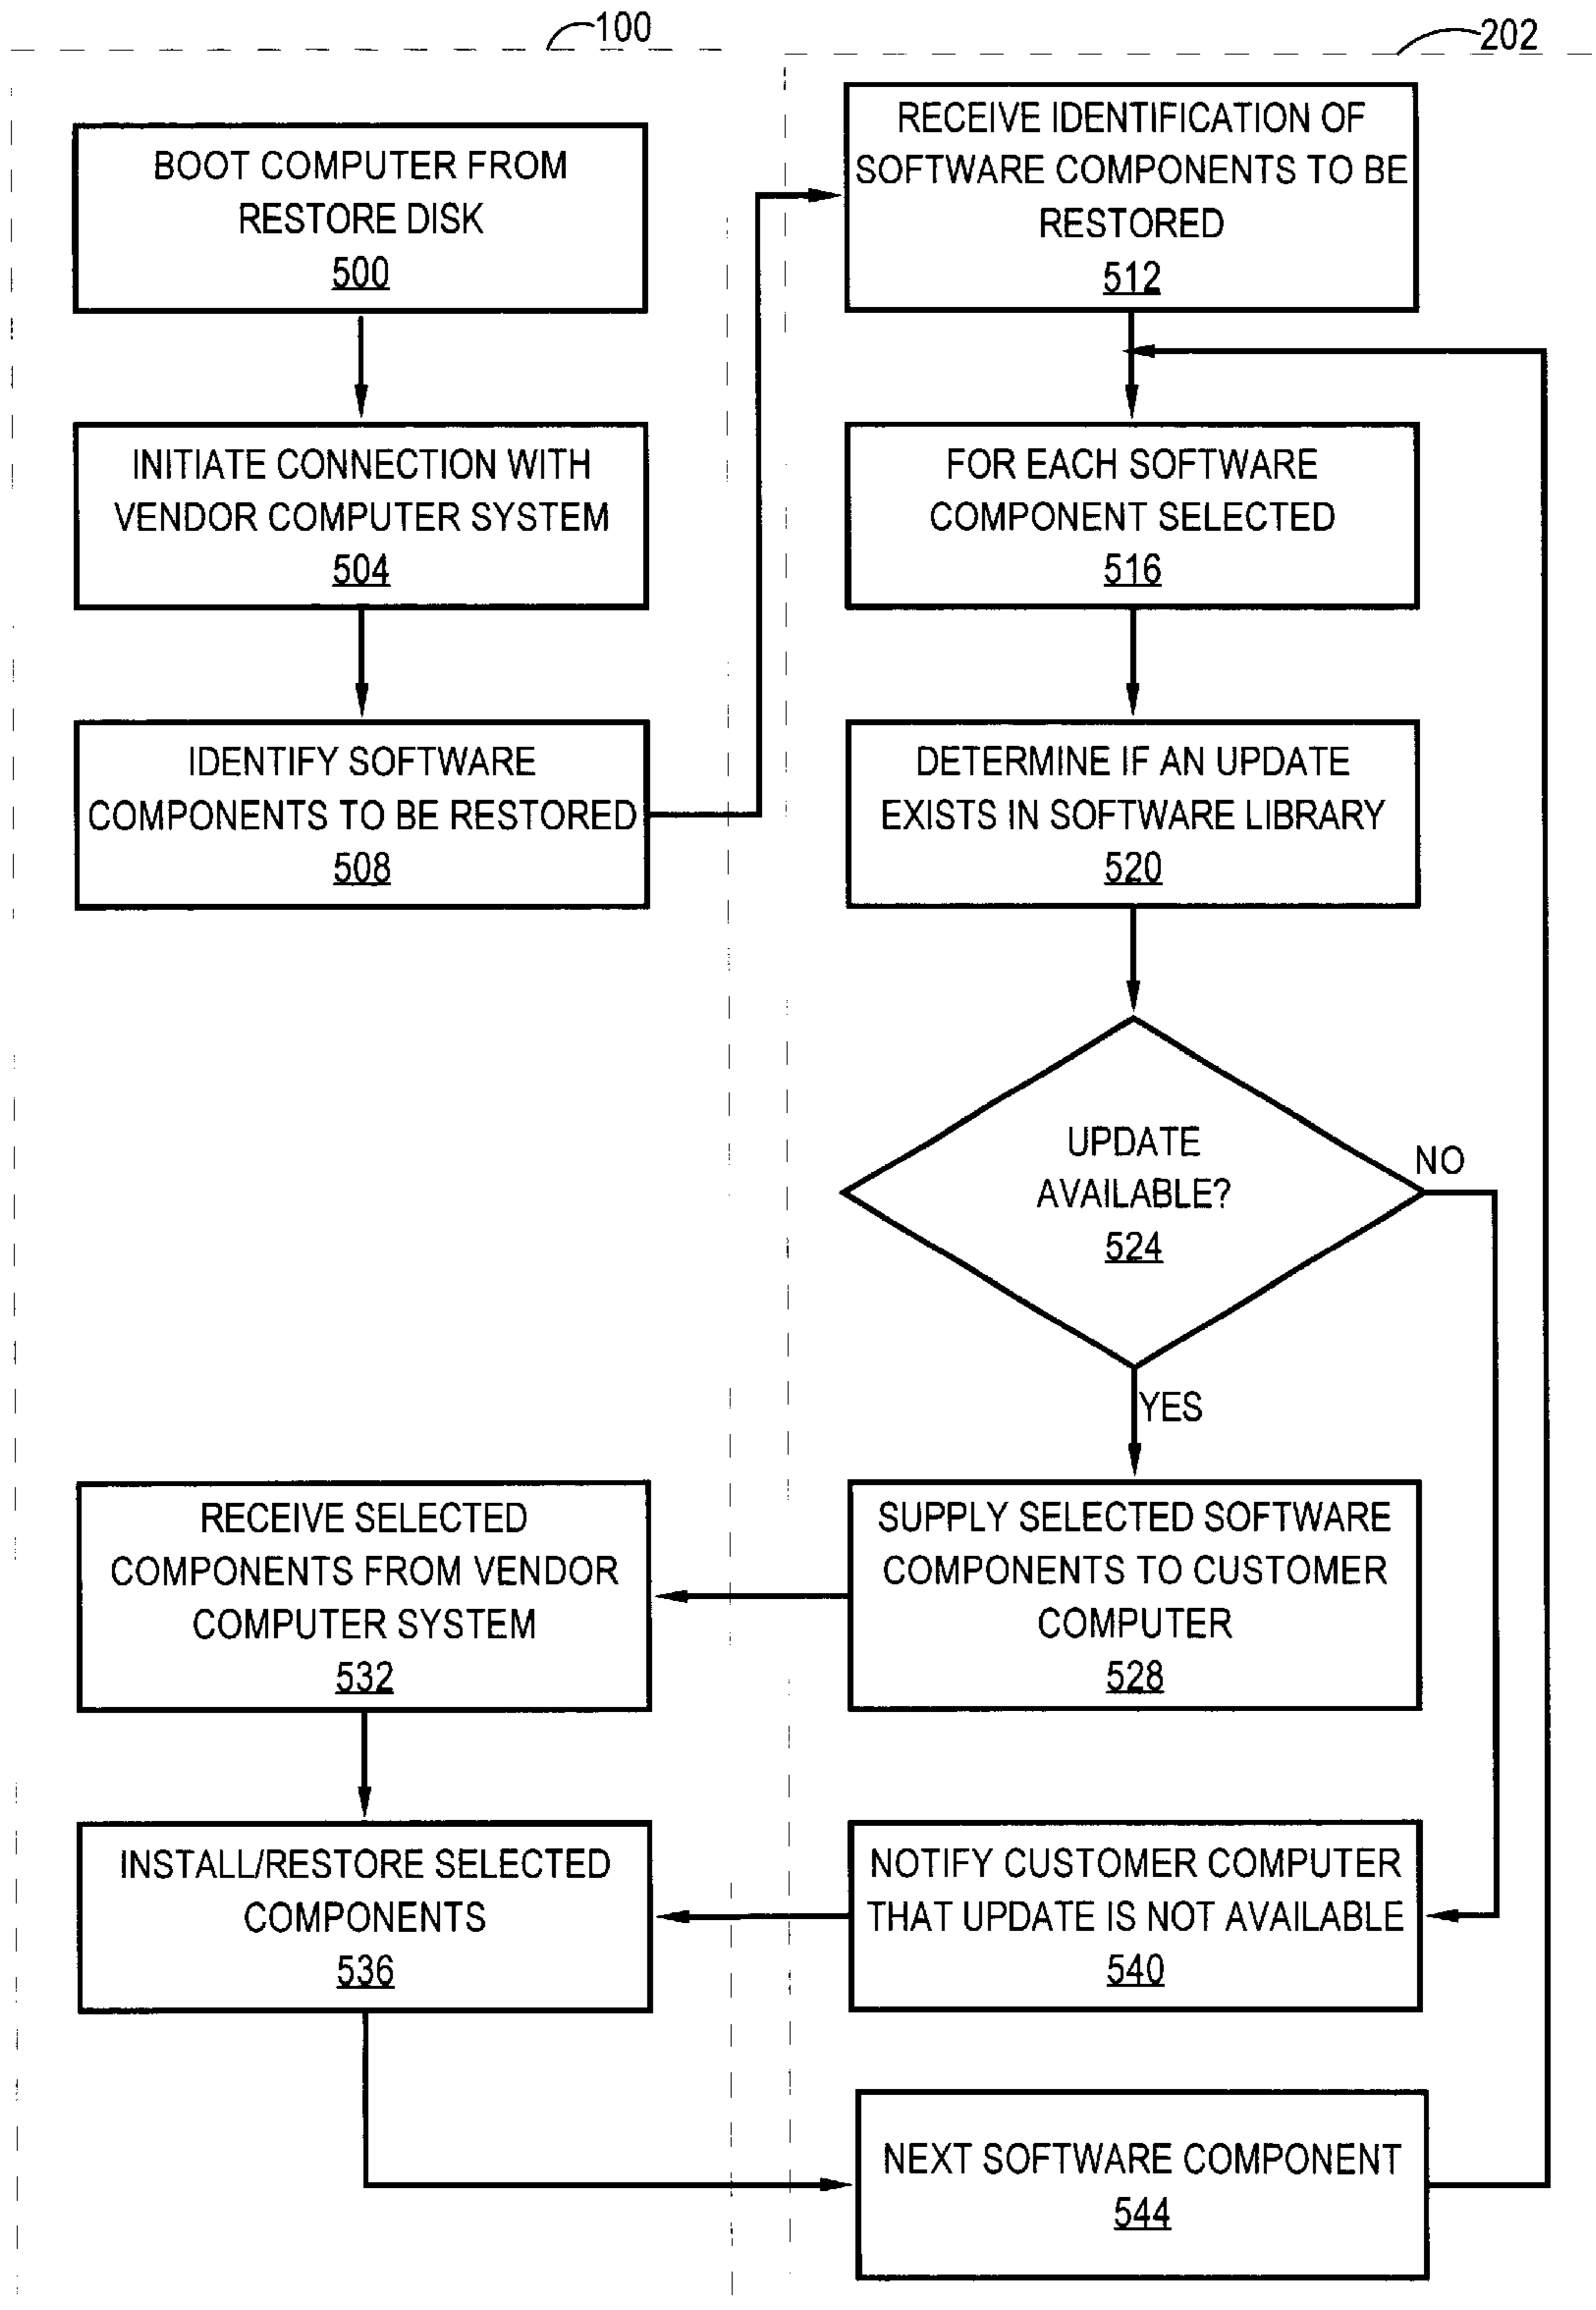 100
202
BOOT COMPUTER FROM
RESTORE DISK
500
INITIATE CONNECTION WITH
VENDOR COMPUTER SYSTEM
504
IDENTIFY SOFTWARE
COMPONENTS TO BE RESTORED
508
RECEIVE IDENTIFICATION OF
SOFTWARE COMPONENTS TO BE
RESTORED
512
FOR EACH SOFTWARE
COMPONENT SELECTED
516
DETERMINE IF AN UPDATE
EXISTS IN SOFTWARE LIBRARY
520
UPDATE
AVAILABLE?
524
NO
YES
SUPPLY SELECTED SOFTWARE
COMPONENTS TO CUSTOMER
COMPUTER
528
RECEIVE SELECTED
COMPONENTS FROM VENDOR
COMPUTER SYSTEM
532
INSTALL/RESTORE SELECTED
COMPONENTS
536
NOTIFY CUSTOMER COMPUTER
THAT UPDATE IS NOT AVAILABLE
540
NEXT SOFTWARE COMPONENT
544